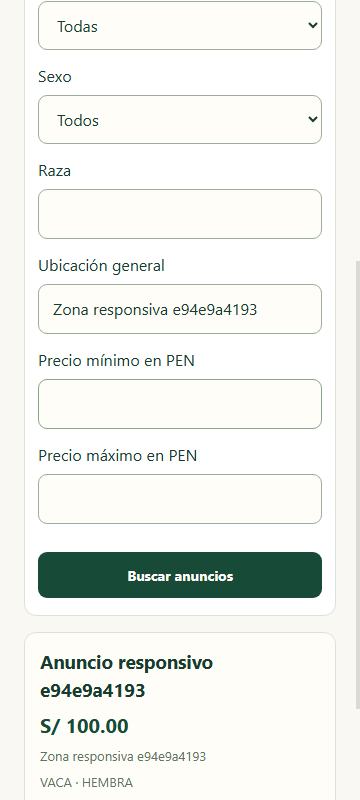 Todas
Sexo
Todos
Raza
Ubicación general
Zona responsiva e94e9a4193
Precio mínimo en PEN
Precio máximo en PEN
Buscar anuncios
Anuncio responsivo
e94e9a4193
S/ 100.00
Zona responsiva e94e9a4193
VACA · HEMBRA